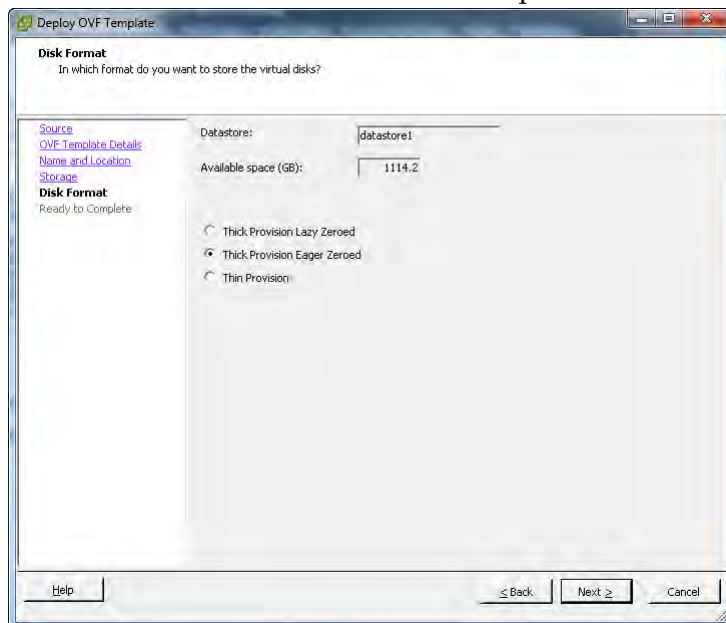 Deploy OVF Template
Disk Format
In which format do you want to store the virtual disks?
Source
OVF Template Details
Name and Location
Storage
Disk Format
Ready to Complete
Datastore: datastore1
Available space (GB): 1114.2
Thick Provision Lazy Zeroed
Thick Provision Eager Zeroed
Thin Provision
Help
< Back
Next >
Cancel